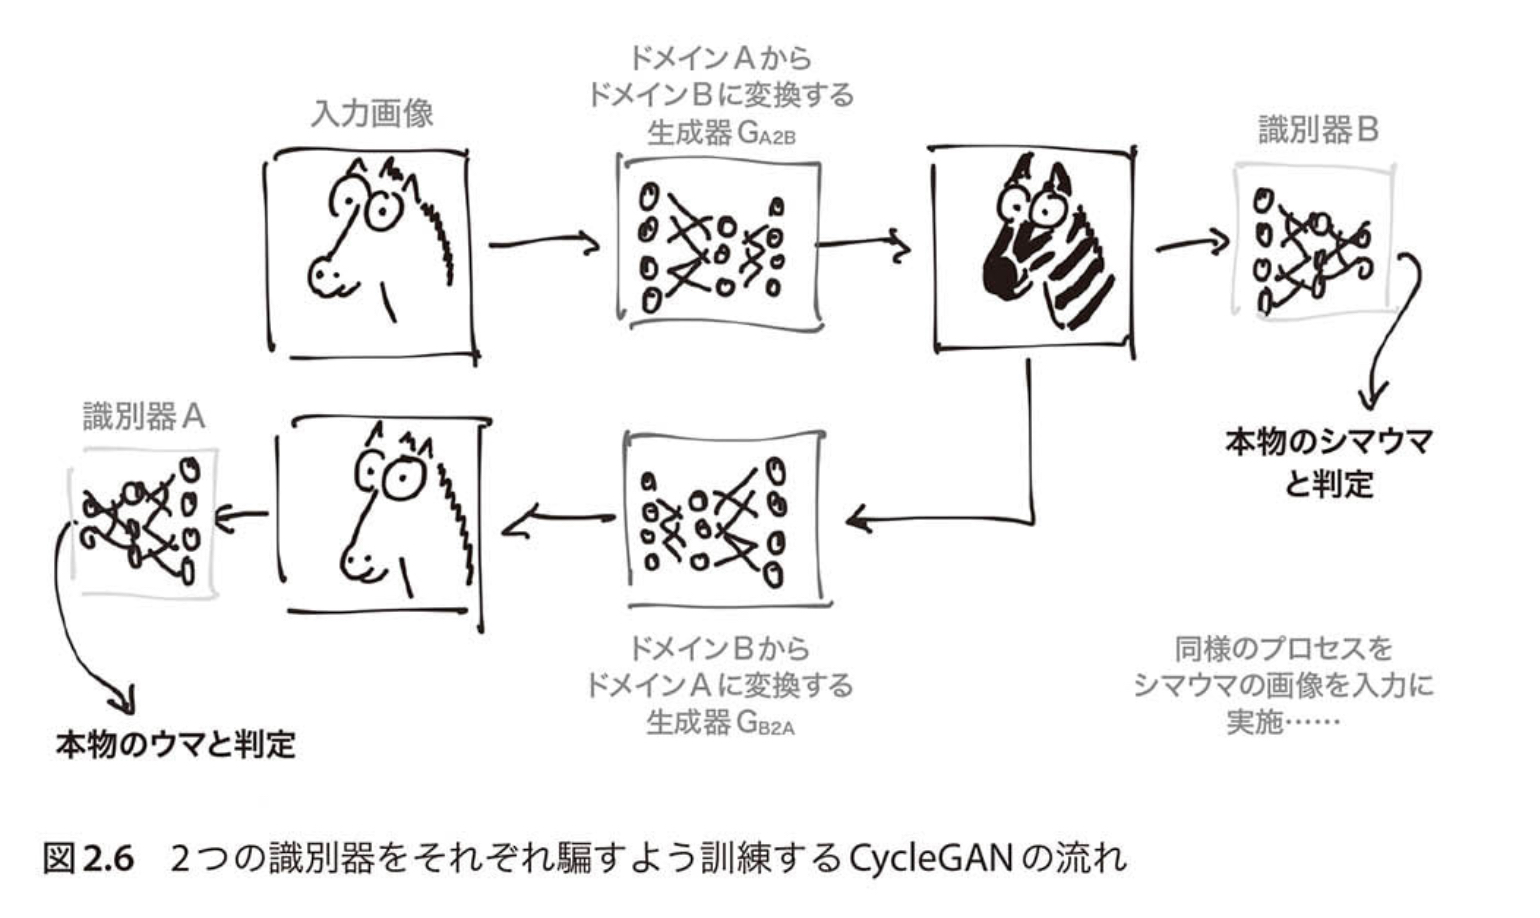 入力画像
ドメインAから
ドメインBに変換する
生成器 GA2B
識別器B
識別器A
本物のシマウマ
と判定
ドメインBから
ドメインAに変換する
生成器 GB2A
本物のウマと判定
同様のプロセスを
シマウマの画像を入力に
実施……
図2.6 2つの識別器をそれぞれ騙すよう訓練するCycleGANの流れ